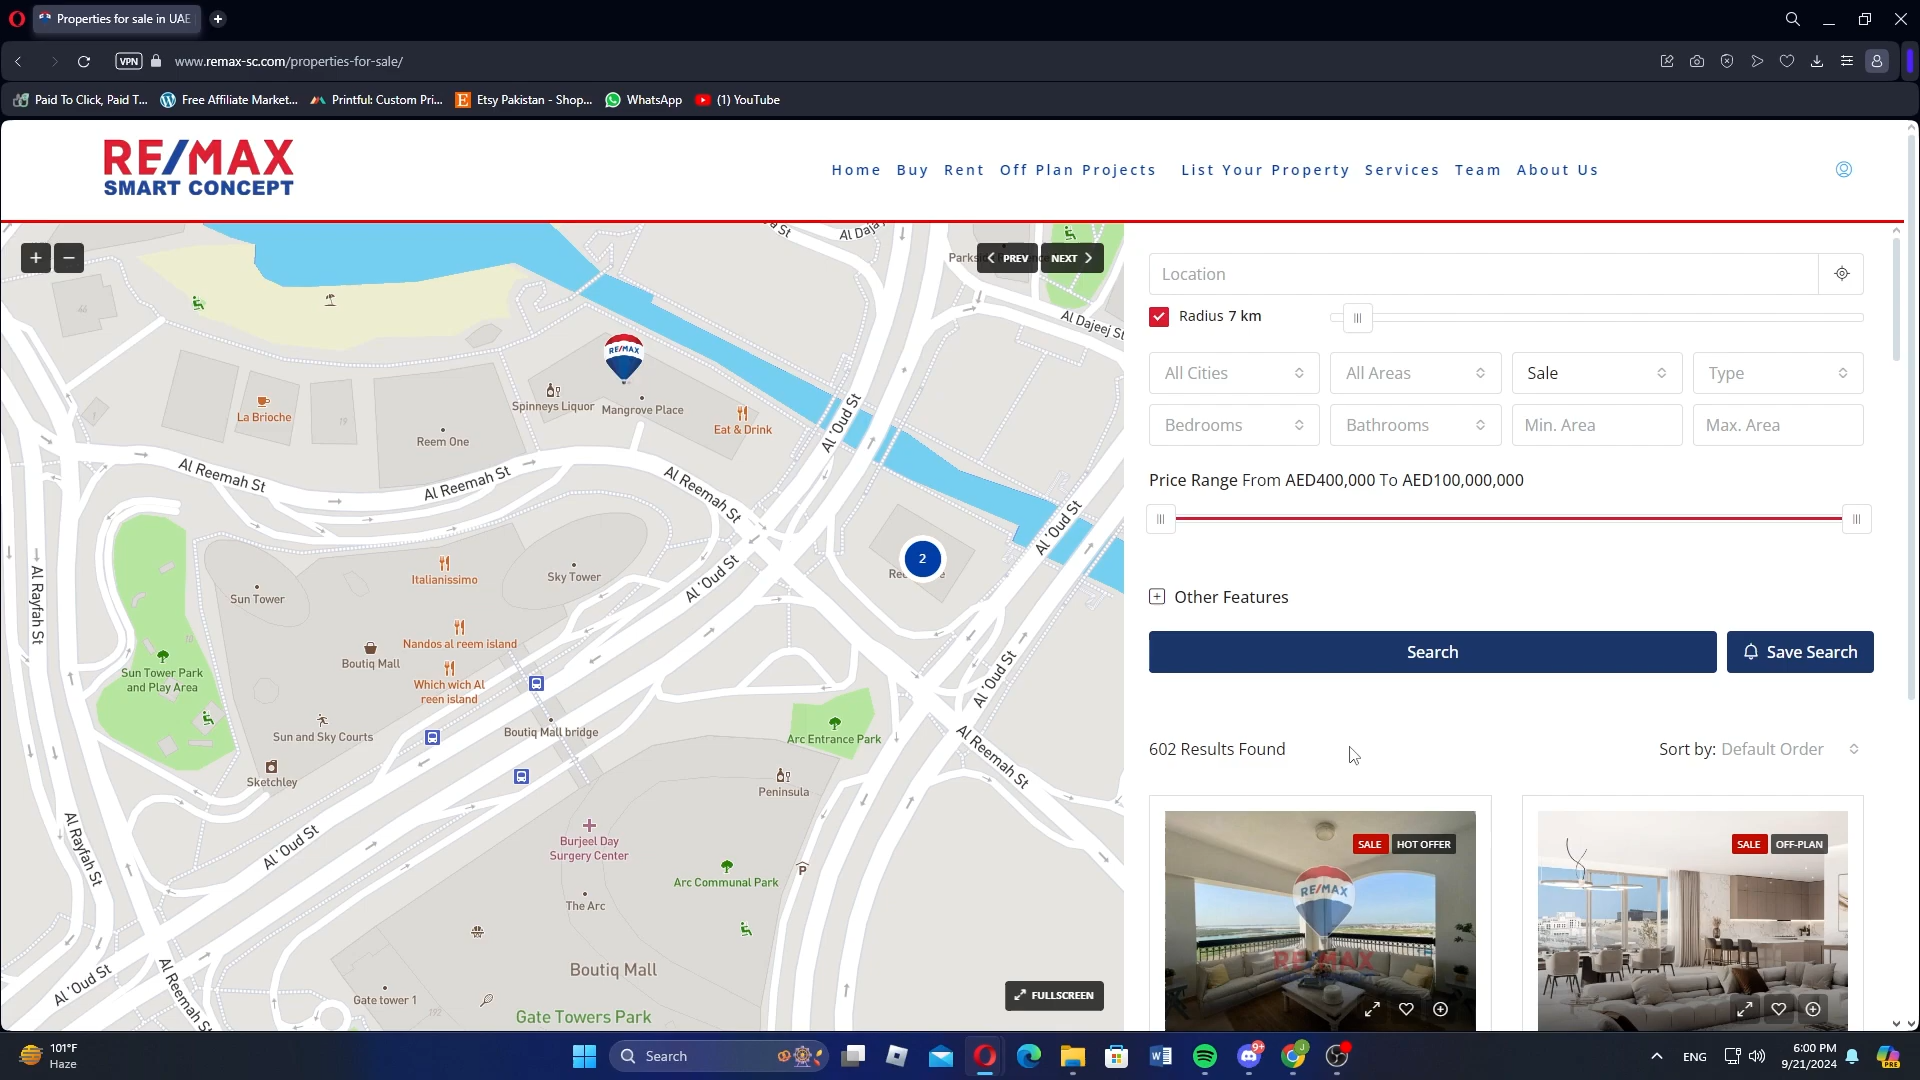 Properties for sale in UAE
VPN
www.remax-sc.com/properties-for-sale/
Paid To Click, Paid T...
Free Affiliate Market...
Printful: Custom Pri...
Etsy Pakistan - Shop...
WhatsApp
(1) YouTube
RE/MAX
SMART CONCEPT
Home
Buy
Rent
Off Plan Projects
List Your Property
Services
Team
About Us
PREV
NEXT
Al Dajeej St
RE/MAX
Spinneys Liquor
Mangrove Place
Eat & Drink
La Brioche
Reem One
19
Al Reemah St
Al Reemah St
Al Reemah St
Al 'Oud St
Al 'Oud St
Al 'Oud St
2
Al Rayfah St
Italianissimo
Sky Tower
Sun Tower
Nandos al reem island
Boutiq Mall
Which wich Al
reen island
Sun Tower Park
and Play Area
Al 'Oud St
Boutiq Mall bridge
Sun and Sky Courts
Sketchley
Arc Entrance Park
Al Reemah St
Peninsula
Al Rayfah St
Al 'Oud St
Burjeel Day
Surgery Center
Arc Communal Park
P
The Arc
Boutiq Mall
Al 'Oud St
Al Reemah St
Gate tower 1
192
Gate Towers Park
FULLSCREEN
Location
Radius 7 km
All Cities
All Areas
Sale
Type
Bedrooms
Bathrooms
Min. Area
Max. Area
Price Range From AED400,000 To AED100,000,000
Other Features
Search
Save Search
602 Results Found
Sort by: Default Order
SALE
HOT OFFER
RE/MAX
RE/MAX
SALE
OFF-PLAN
101°F
Haze
Search
9+
J
ENG
6:00 PM
9/21/2024
PRE